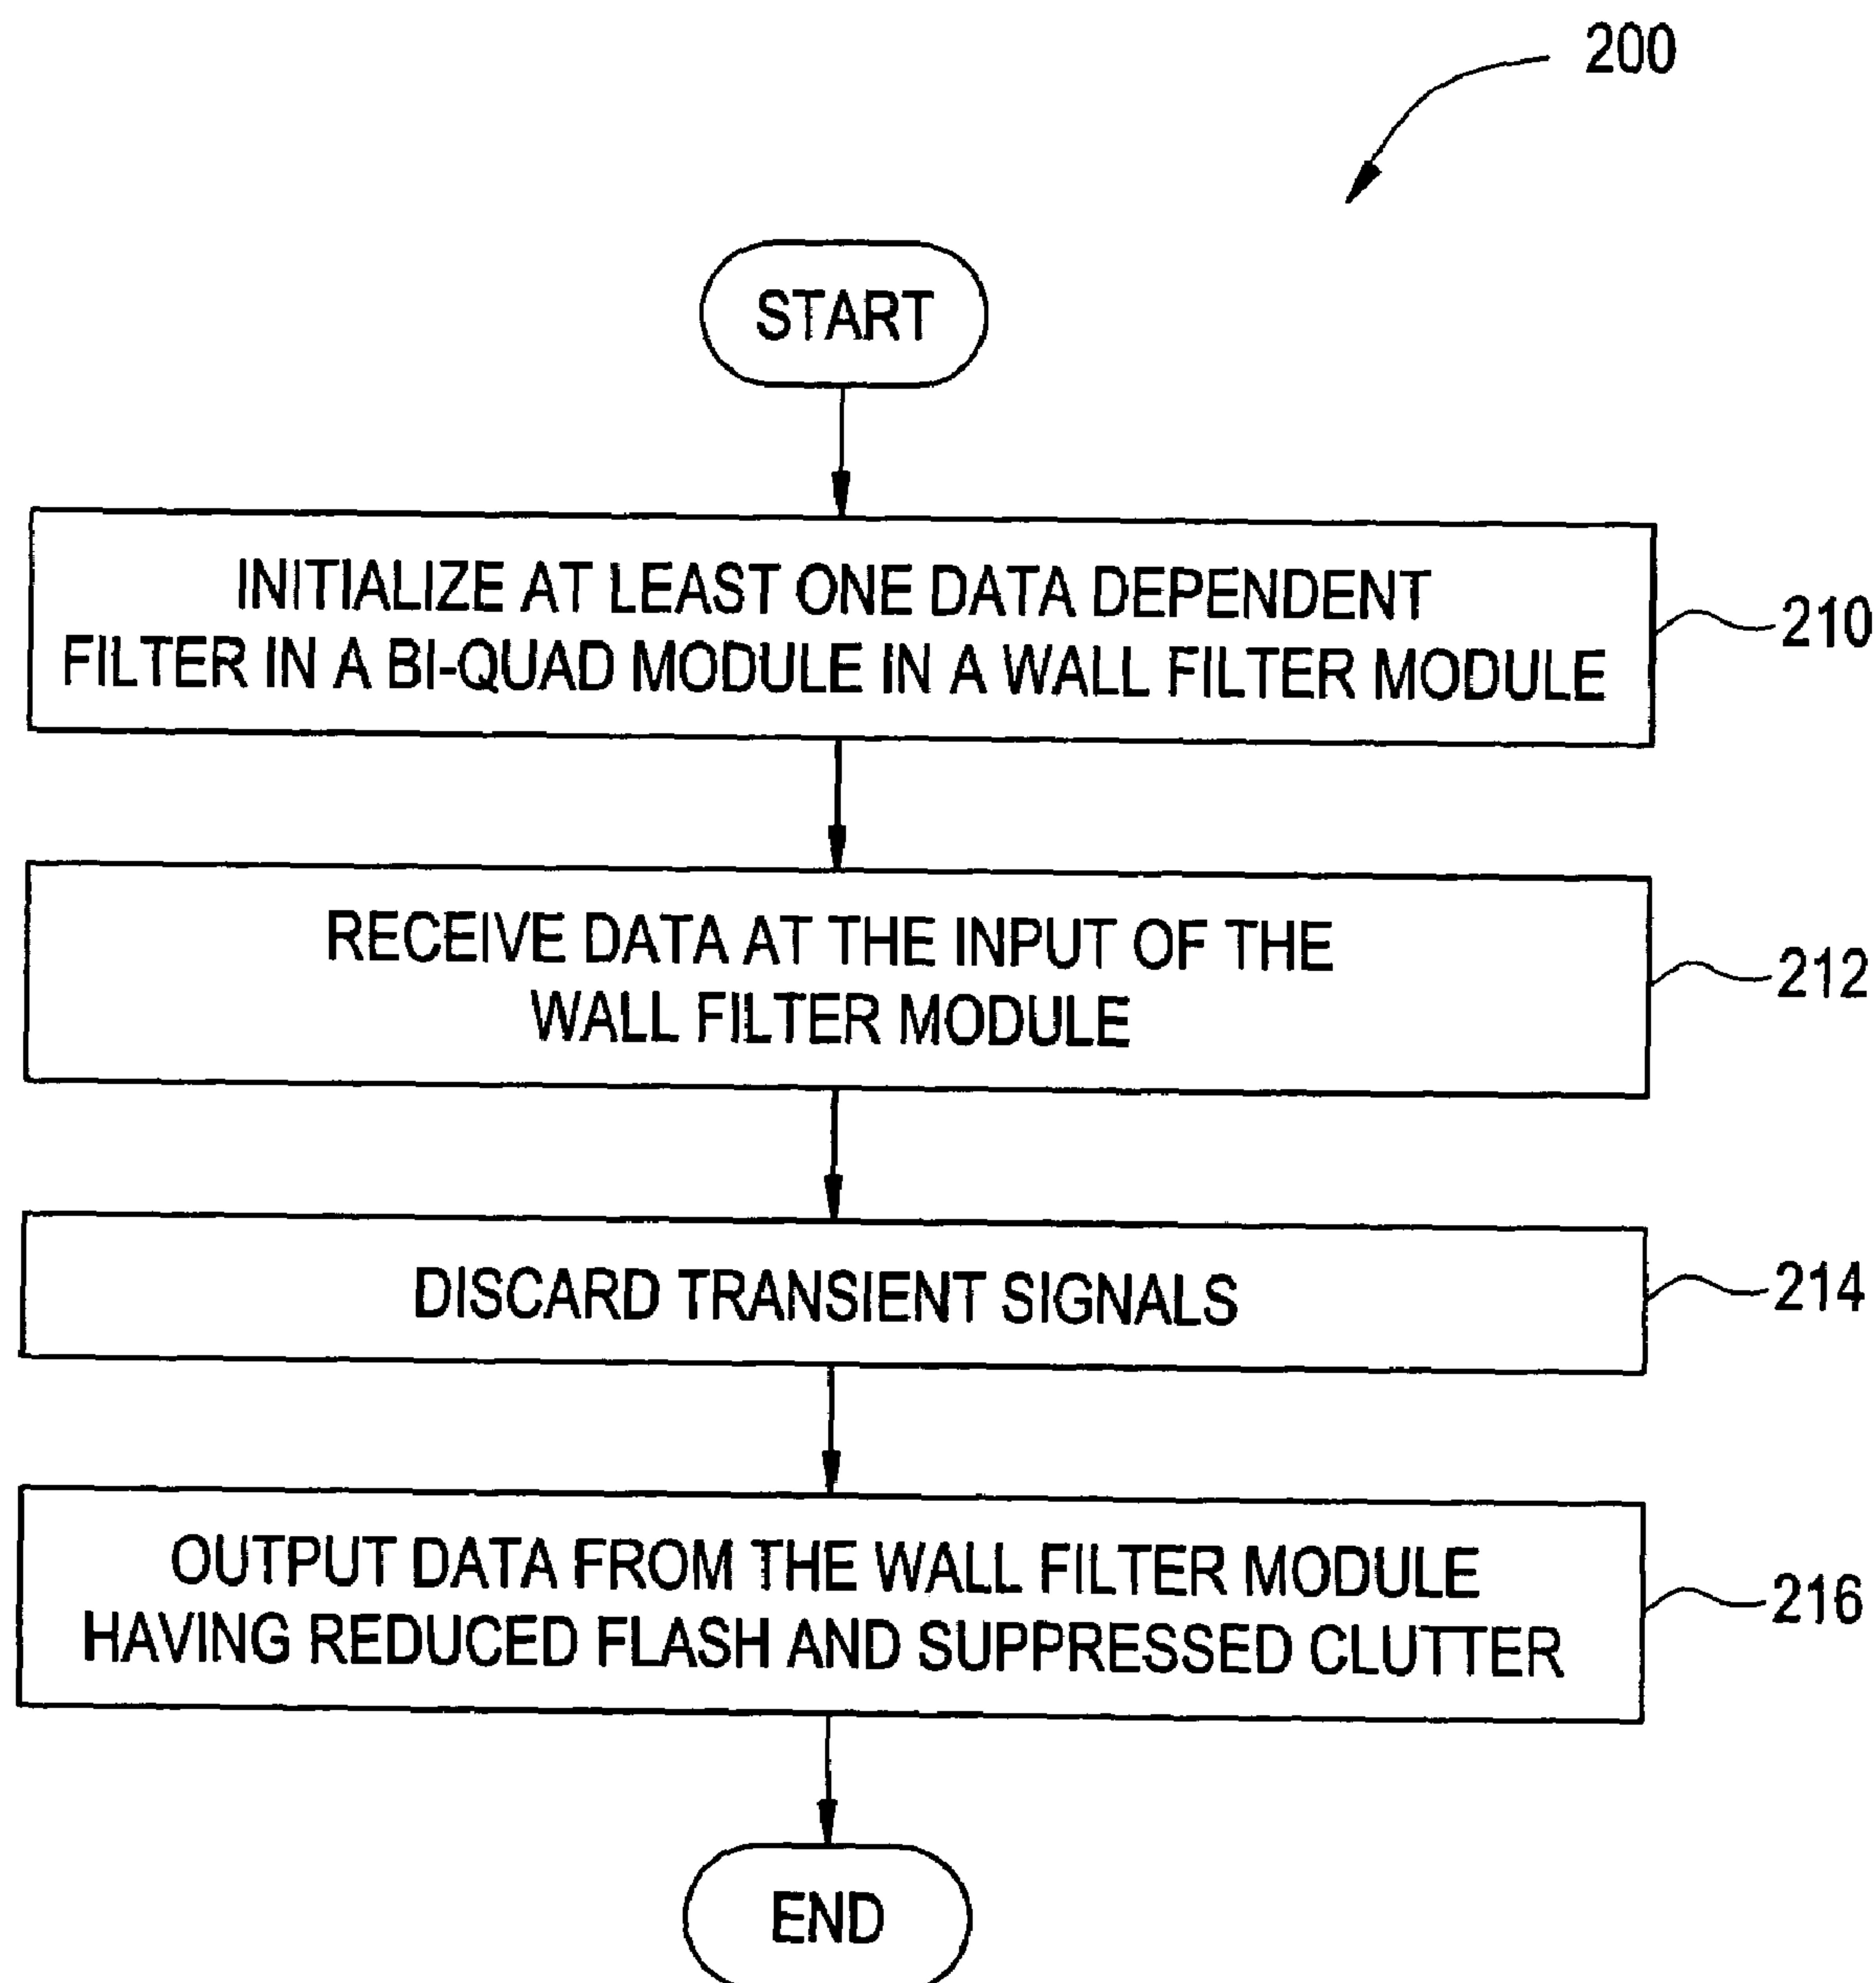 200
START
INITIALIZE AT LEAST ONE DATA DEPENDENT
FILTER IN A BI-QUAD MODULE IN A WALL FILTER MODULE
210
RECEIVE DATA AT THE INPUT OF THE
WALL FILTER MODULE
212
DISCARD TRANSIENT SIGNALS
214
OUTPUT DATA FROM THE WALL FILTER MODULE
HAVING REDUCED FLASH AND SUPPRESSED CLUTTER
216
END